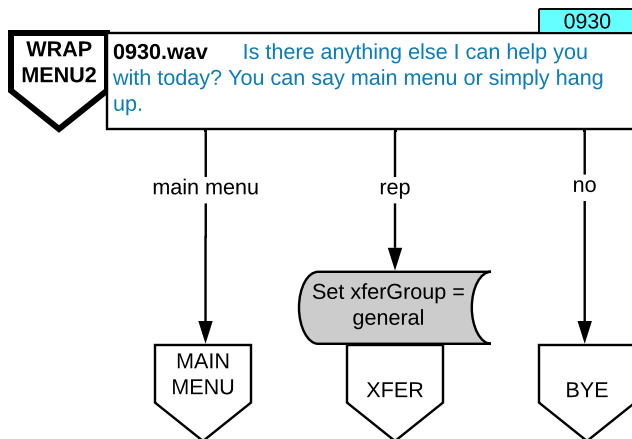 0930
WRAP
MENU2
0930.wav Is there anything else I can help you
with today? You can say main menu or simply hang
up.
main menu
rep
no
Set xferGroup =
general
MAIN
MENU
XFER
BYE